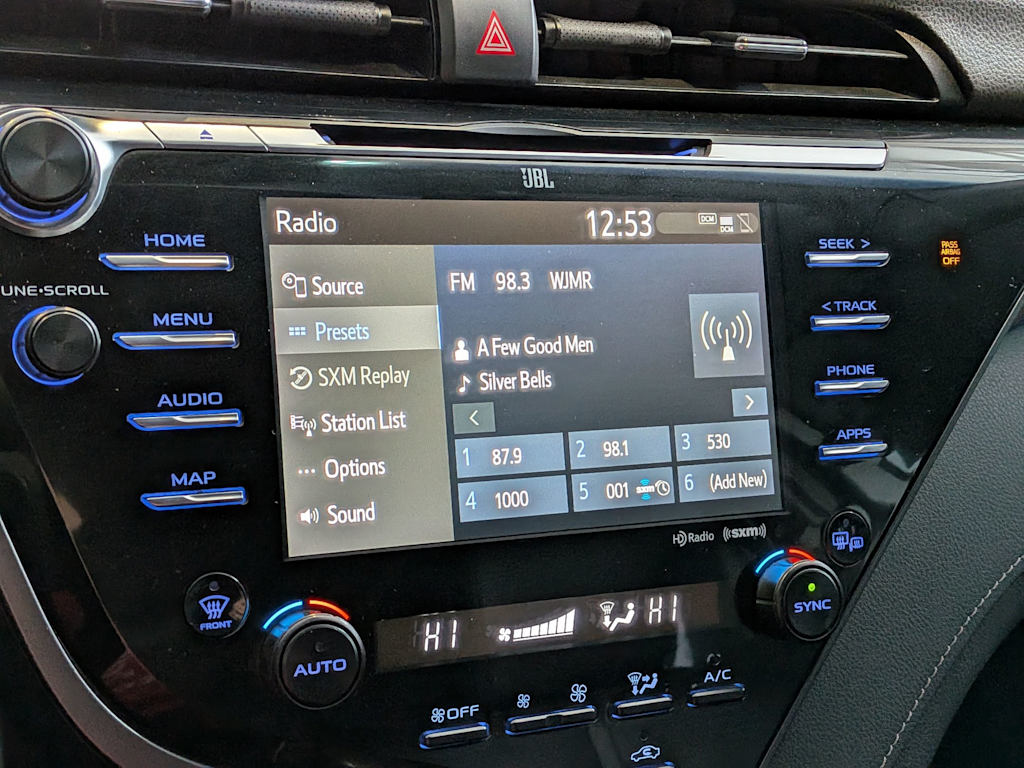 JBL
Radio 12:53 DCM DCM
HOME
UNE•SCROLL
MENU
AUDIO
MAP
Source
Presets
SXM Replay
Station List
Options
Sound
FM 98.3 WJMR
A Few Good Men
Silver Bells
< >
1 87.9 2 98.1 3 530
4 1000 5 001 sxm 6 (Add New)
HD Radio ((sxm))
SEEK >
< TRACK
PHONE
APPS
PASS
AIRBAG
OFF
FRONT
AUTO
HI HI
SYNC
OFF
A/C